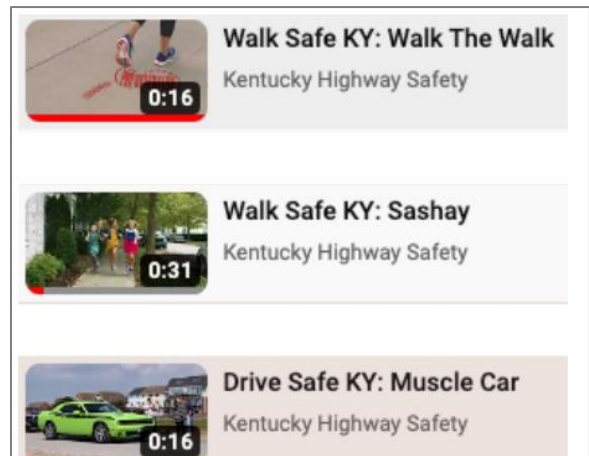 Walk Safe KY: Walk The Walk
Kentucky Highway Safety
0:16
Walk Safe KY: Sashay
Kentucky Highway Safety
0:31
Drive Safe KY: Muscle Car
Kentucky Highway Safety
0:16